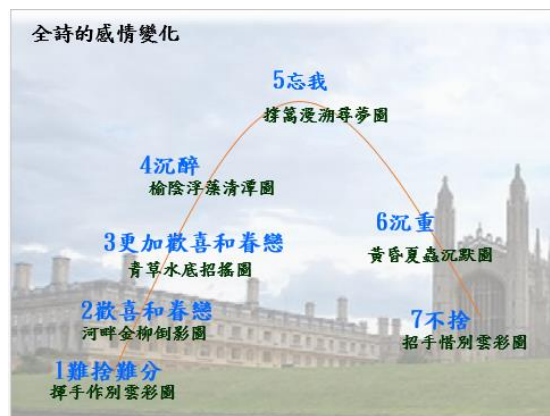 全詩的感情變化
5忘我
撐篙漫溯尋夢圖
4沉醉
榆陰浮藻清潭圖
6沉重
黃昏夏蟲沉默圖
3更加歡喜和眷戀
青草水底招搖圖
2歡喜和眷戀
河畔金柳倒影圖
7不捨
招手惜別雲彩圖
1難捨難分
揮手作別雲彩圖